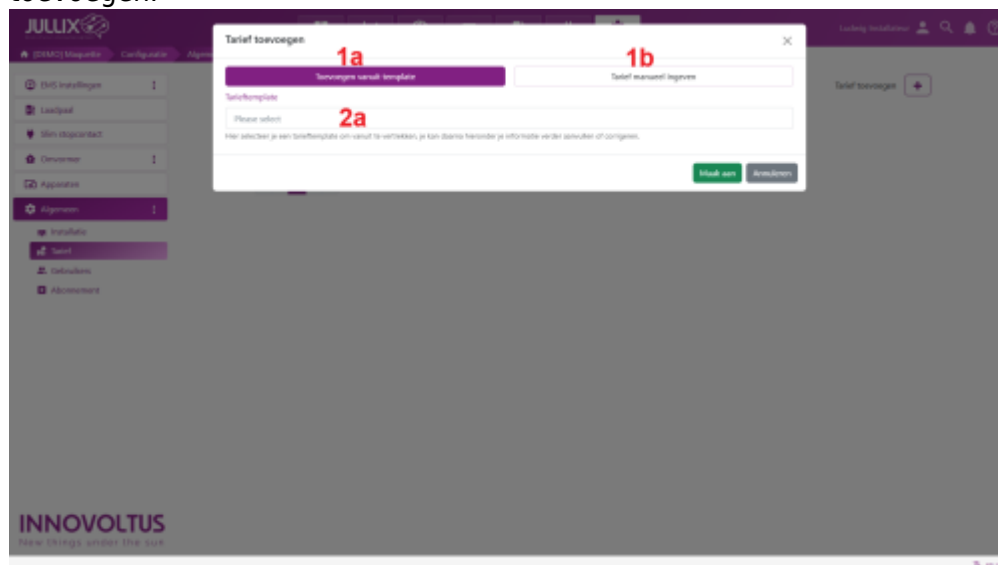 toevoegen.
JULLIX
Tarief toevoegen
Ludwig Installateur
[DEMO] Maquette
Configuratie
1a
1b
Toevoegen vanuit template
Tarief manueel ingeven
EMS instellingen
Tarief toevoegen
Tarieftemplate
Laadpaal
Please select
2a
Slim stopcontact
Hier selecteer je een tarieftemplate om vanuit te vertrekken, je kan daarna hieronder je informatie verder aanvullen of corrigeren.
Omvormer
Maak aan
Annuleren
Apparaten
Algemeen
Installatie
Tarief
Gebruikers
Abonnement
INNOVOLTUS
New things under the sun